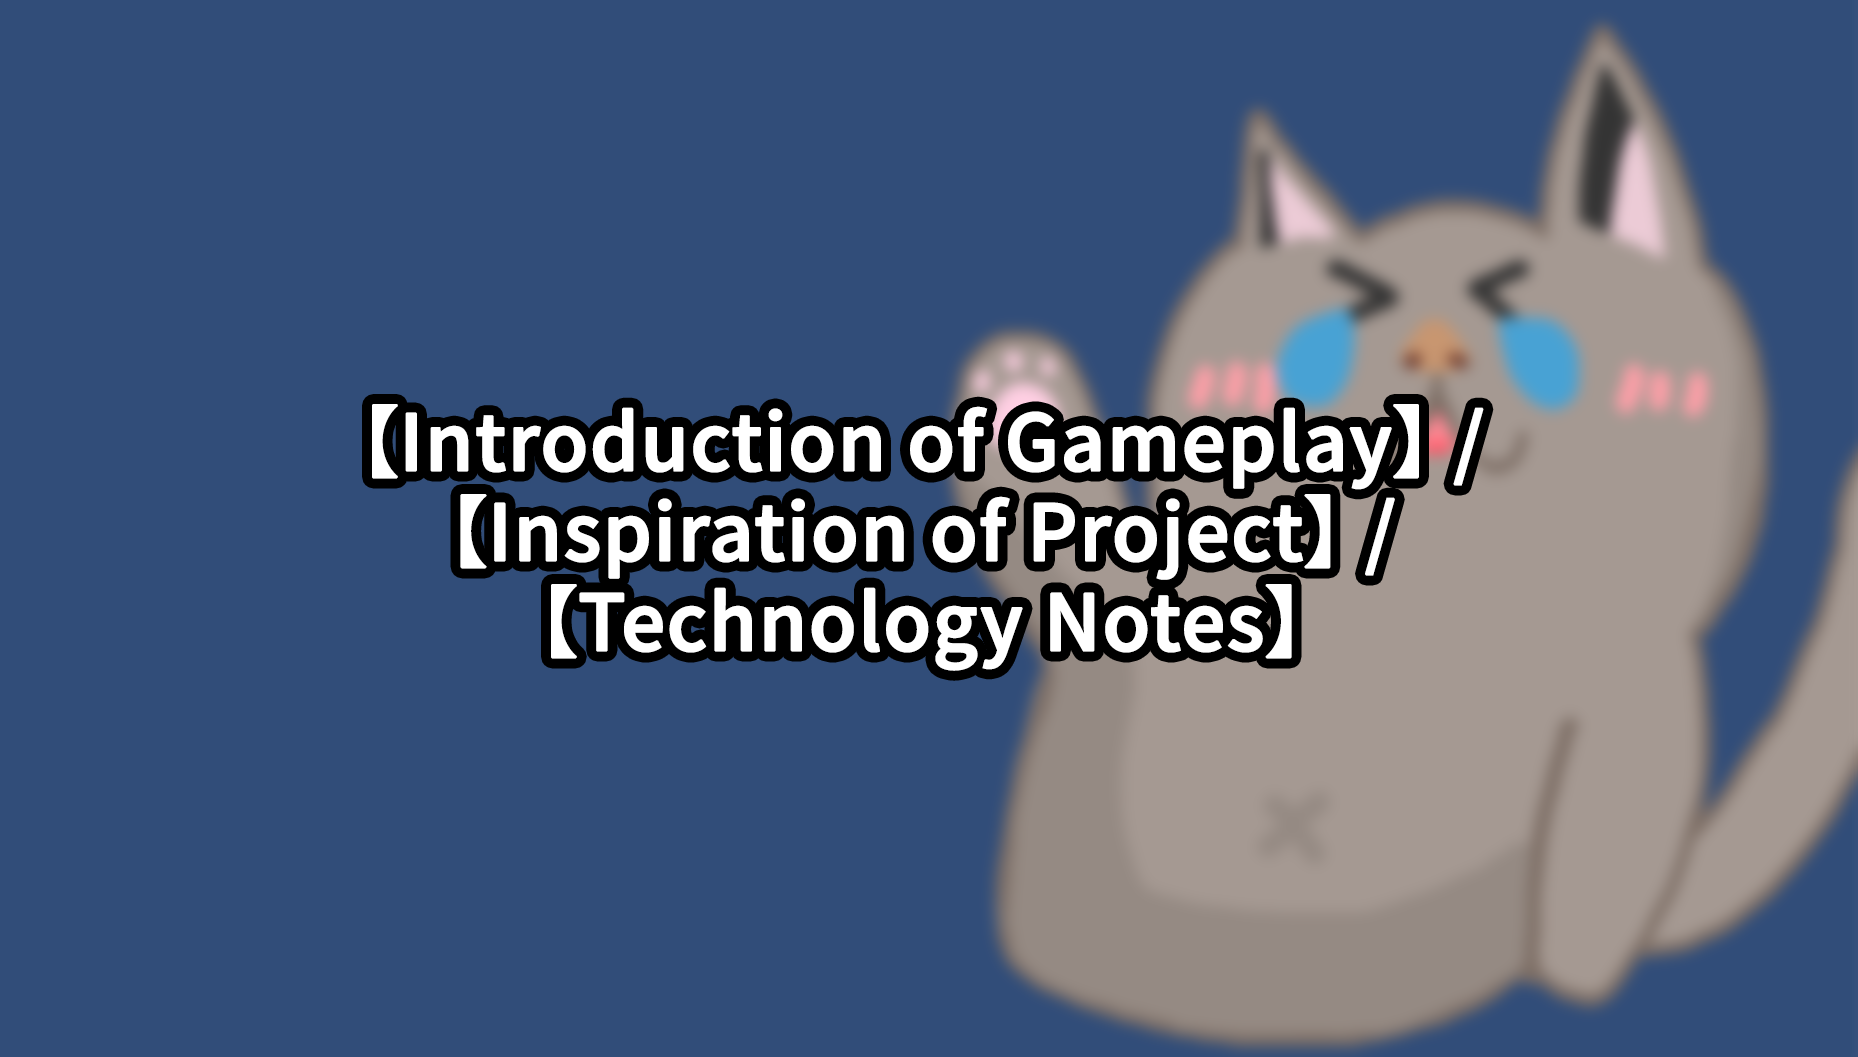 【Introduction of Gameplay】/
【Inspiration of Project】/
【Technology Notes】